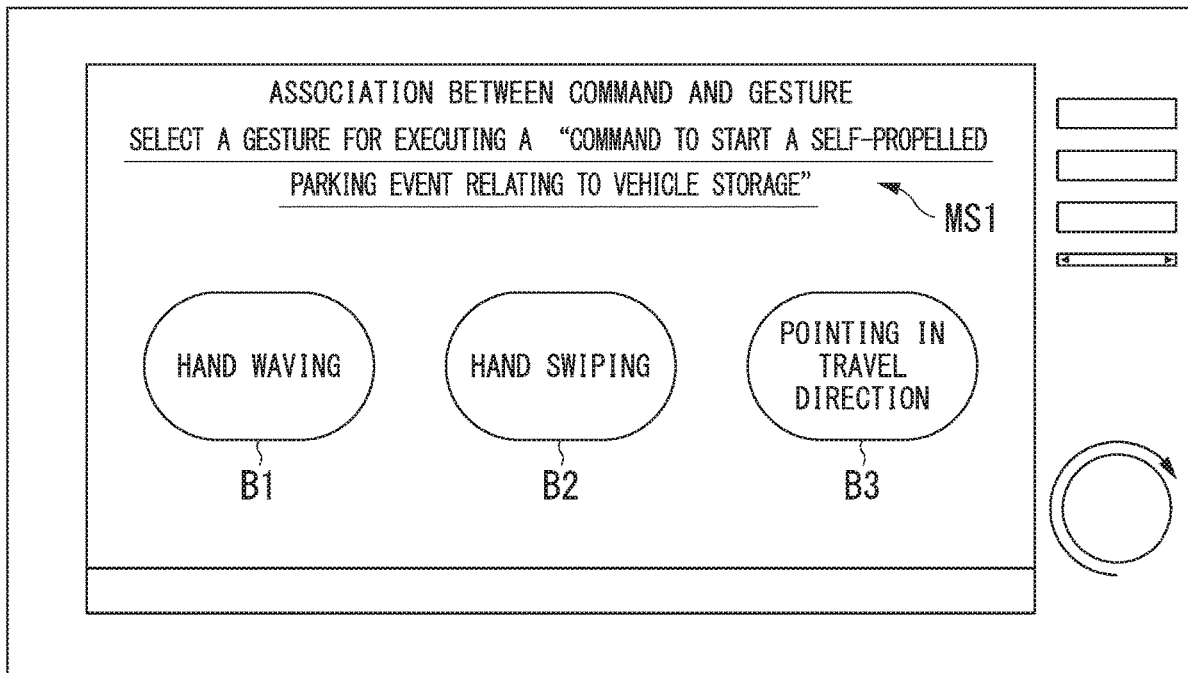 ASSOCIATION BETWEEN COMMAND AND GESTURE
SELECT A GESTURE FOR EXECUTING A “COMMAND TO START A SELF-PROPELLED
PARKING EVENT RELATING TO VEHICLE STORAGE”
MS1
HAND WAVING
HAND SWIPING
POINTING IN
TRAVEL
DIRECTION
B1
B2
B3